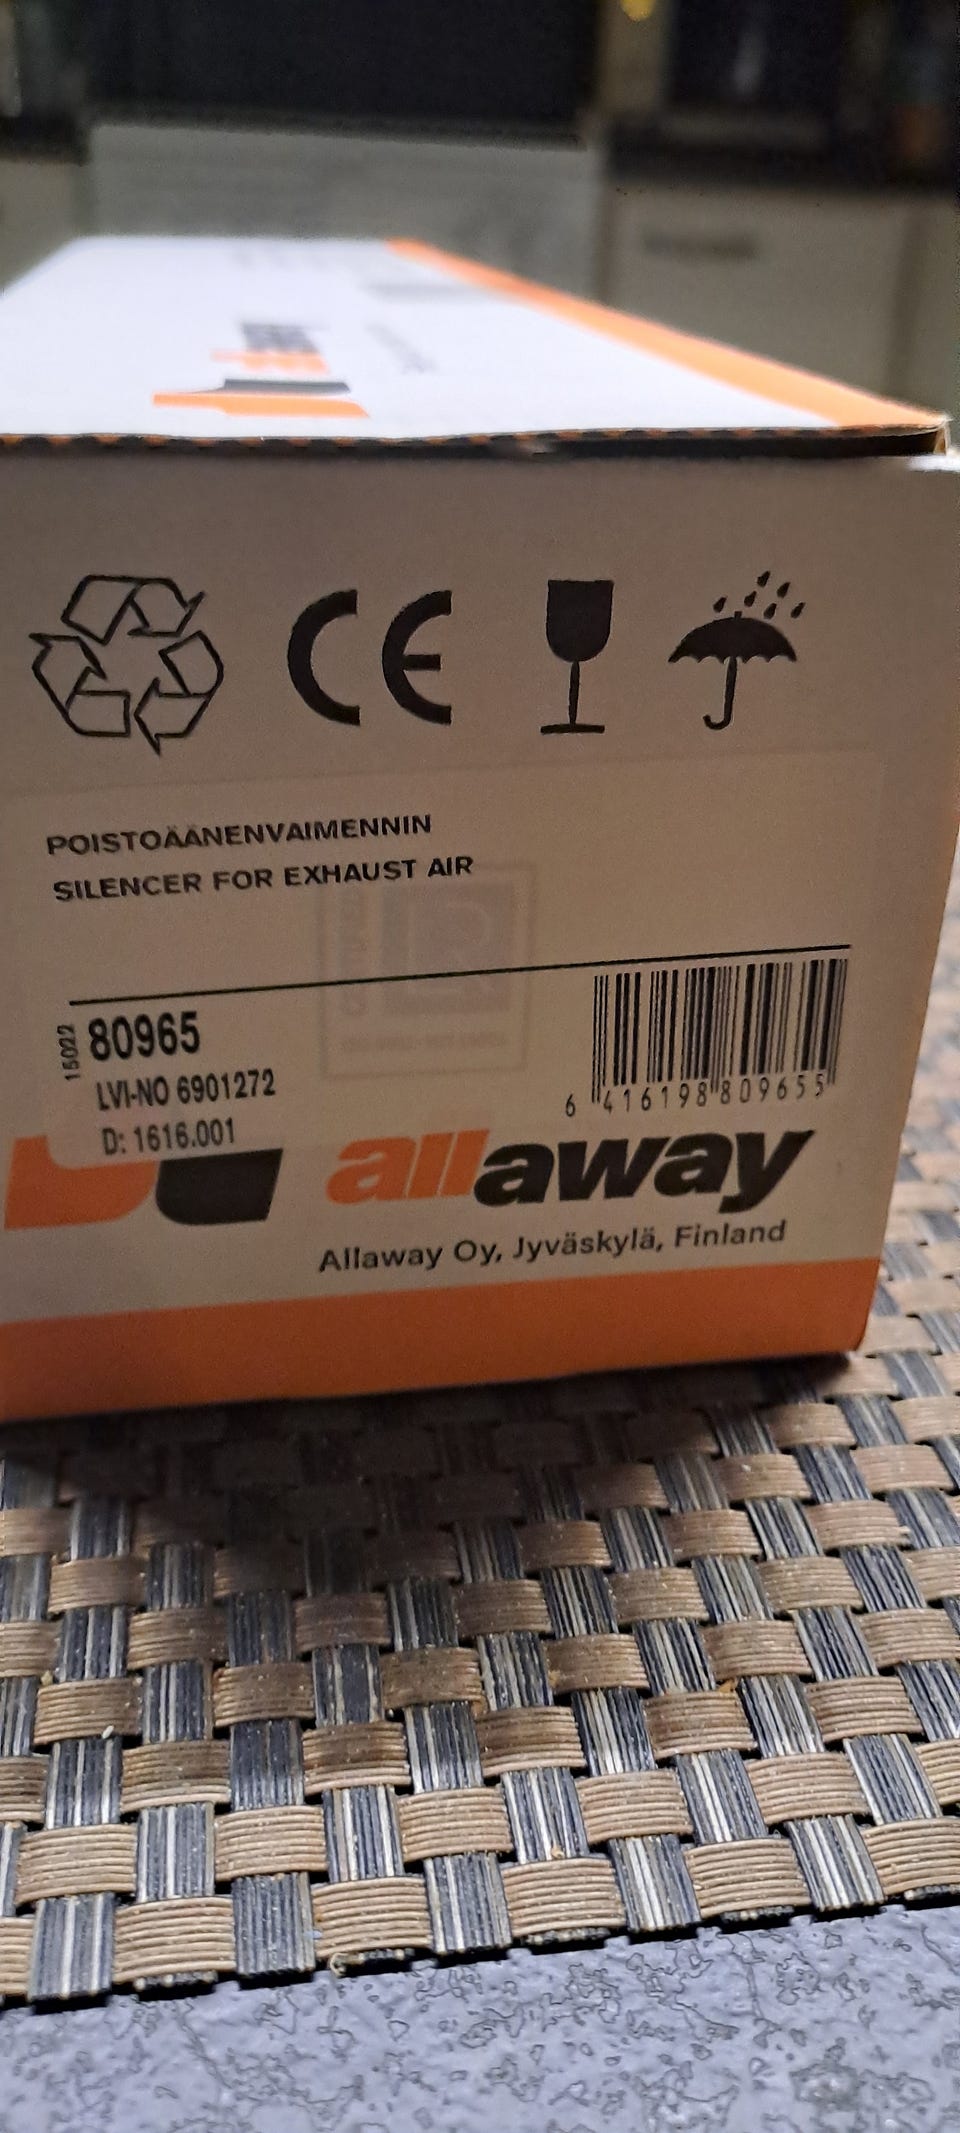 CE
POISTOÄÄNENVAIMENNIN
SILENCER FOR EXHAUST AIR
15022
80965
LVI-NO 6901272
D: 1616.001
6 416198 809655
allaway
Allaway Oy, Jyväskylä, Finland